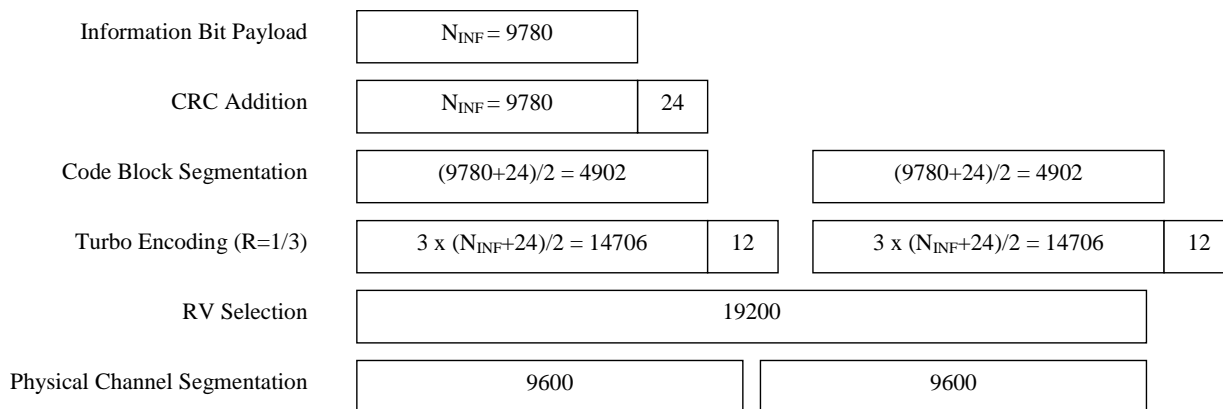 Information Bit Payload N_INF = 9780
CRC Addition N_INF = 9780 24
Code Block Segmentation (9780+24)/2 = 4902 (9780+24)/2 = 4902
Turbo Encoding (R=1/3) 3 x (N_INF+24)/2 = 14706 12 3 x (N_INF+24)/2 = 14706 12
RV Selection 19200
Physical Channel Segmentation 9600 9600